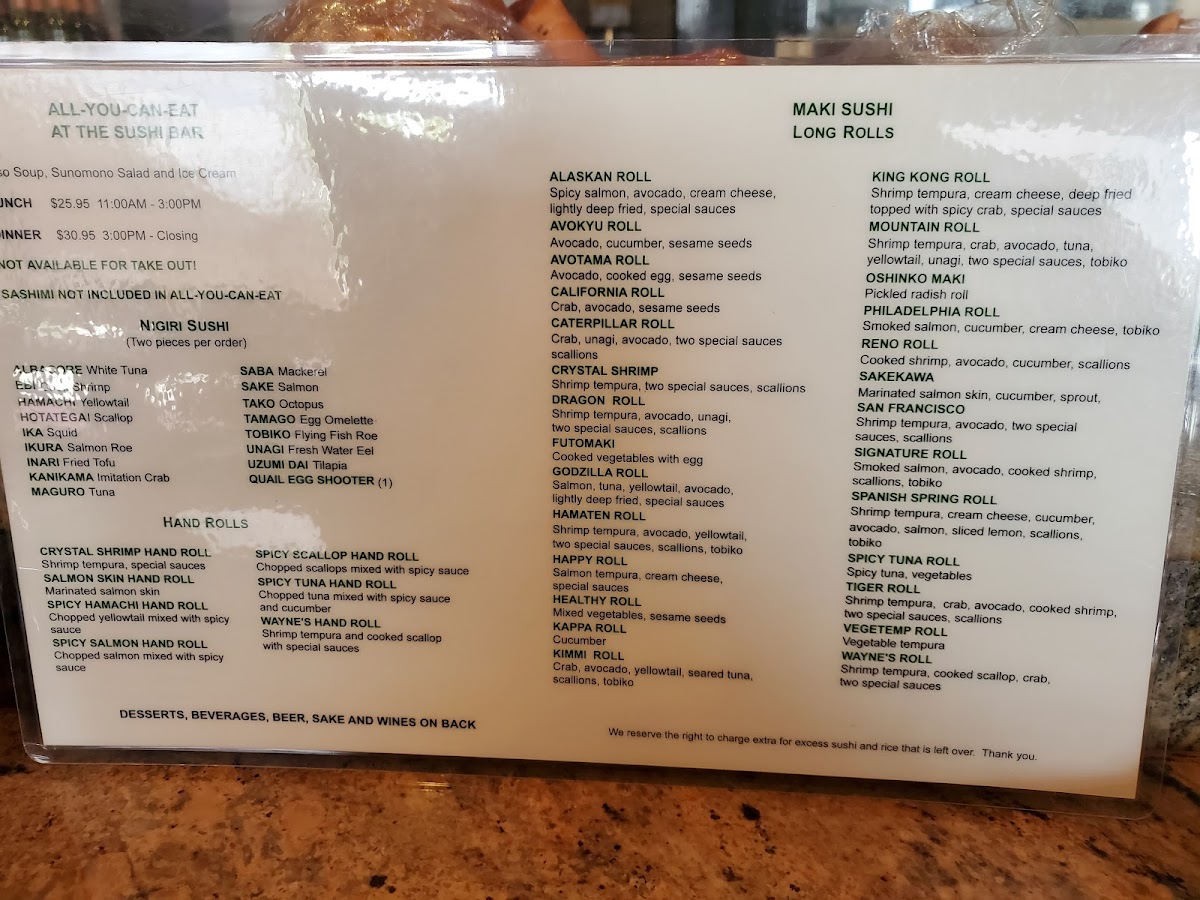 ALL-YOU-CAN-EAT
AT THE SUSHI BAR
so Soup, Sunomono Salad and Ice Cream
UNCH $25.95 11:00AM - 3:00PM
DINNER $30.95 3:00PM - Closing
NOT AVAILABLE FOR TAKE OUT!
SASHIMI NOT INCLUDED IN ALL-YOU-CAN-EAT
NIGIRI SUSHI
(Two pieces per order)
ALBACORE White Tuna
EBI Shrimp
HAMACHI Yellowtail
HOTATEGAI Scallop
IKA Squid
IKURA Salmon Roe
INARI Fried Tofu
KANIKAMA Imitation Crab
MAGURO Tuna
SABA Mackerel
SAKE Salmon
TAKO Octopus
TAMAGO Egg Omelette
TOBIKO Flying Fish Roe
UNAGI Fresh Water Eel
UZUMI DAI Tilapia
QUAIL EGG SHOOTER (1)
HAND ROLLS
CRYSTAL SHRIMP HAND ROLL
Shrimp tempura, special sauces
SALMON SKIN HAND ROLL
Marinated salmon skin
SPICY HAMACHI HAND ROLL
Chopped yellowtail mixed with spicy
sauce
SPICY SALMON HAND ROLL
Chopped salmon mixed with spicy
sauce
SPICY SCALLOP HAND ROLL
Chopped scallops mixed with spicy sauce
SPICY TUNA HAND ROLL
Chopped tuna mixed with spicy sauce
and cucumber
WAYNE'S HAND ROLL
Shrimp tempura and cooked scallop
with special sauces
DESSERTS, BEVERAGES, BEER, SAKE AND WINES ON BACK
MAKI SUSHI
LONG ROLLS
ALASKAN ROLL
Spicy salmon, avocado, cream cheese,
lightly deep fried, special sauces
AVOKYU ROLL
Avocado, cucumber, sesame seeds
AVOTAMA ROLL
Avocado, cooked egg, sesame seeds
CALIFORNIA ROLL
Crab, avocado, sesame seeds
CATERPILLAR ROLL
Crab, unagi, avocado, two special sauces
scallions
CRYSTAL SHRIMP
Shrimp tempura, two special sauces, scallions
DRAGON ROLL
Shrimp tempura, avocado, unagi,
two special sauces, scallions
FUTOMAKI
Cooked vegetables with egg
GODZILLA ROLL
Salmon, tuna, yellowtail, avocado,
lightly deep fried, special sauces
HAMATEN ROLL
Shrimp tempura, avocado, yellowtail,
two special sauces, scallions, tobiko
HAPPY ROLL
Salmon tempura, cream cheese,
special sauces
HEALTHY ROLL
Mixed vegetables, sesame seeds
KAPPA ROLL
Cucumber
KIMMI ROLL
Crab, avocado, yellowtail, seared tuna,
scallions, tobiko
KING KONG ROLL
Shrimp tempura, cream cheese, deep fried
topped with spicy crab, special sauces
MOUNTAIN ROLL
Shrimp tempura, crab, avocado, tuna,
yellowtail, unagi, two special sauces, tobiko
OSHINKO MAKI
Pickled radish roll
PHILADELPHIA ROLL
Smoked salmon, cucumber, cream cheese, tobiko
RENO ROLL
Cooked shrimp, avocado, cucumber, scallions
SAKEKAWA
Marinated salmon skin, cucumber, sprout,
SAN FRANCISCO
Shrimp tempura, avocado, two special
sauces, scallions
SIGNATURE ROLL
Smoked salmon, avocado, cooked shrimp,
scallions, tobiko
SPANISH SPRING ROLL
Shrimp tempura, cream cheese, cucumber,
avocado, salmon, sliced lemon, scallions,
tobiko
SPICY TUNA ROLL
Spicy tuna, vegetables
TIGER ROLL
Shrimp tempura, crab, avocado, cooked shrimp,
two special sauces, scallions
VEGETEMP ROLL
Vegetable tempura
WAYNE'S ROLL
Shrimp tempura, cooked scallop, crab,
two special sauces
We reserve the right to charge extra for excess sushi and rice that is left over. Thank you.